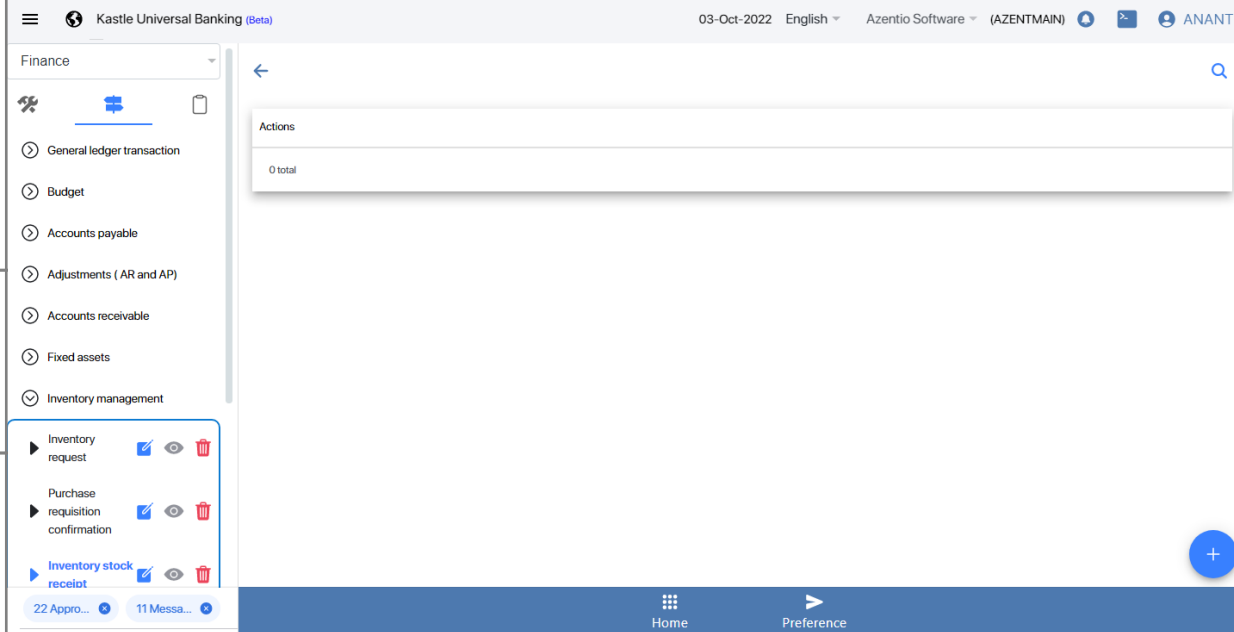 Kastle Universal Banking (Beta)
03-Oct-2022 English Azentio Software (AZENTMAIN) ANANT
Finance
General ledger transaction
Budget
Accounts payable
Adjustments ( AR and AP)
Accounts receivable
Fixed assets
Inventory management
Inventory
request
Purchase
requisition
confirmation
Inventory stock
receipt
22 Appro...
11 Messa...
Actions
0 total
Home
Preference